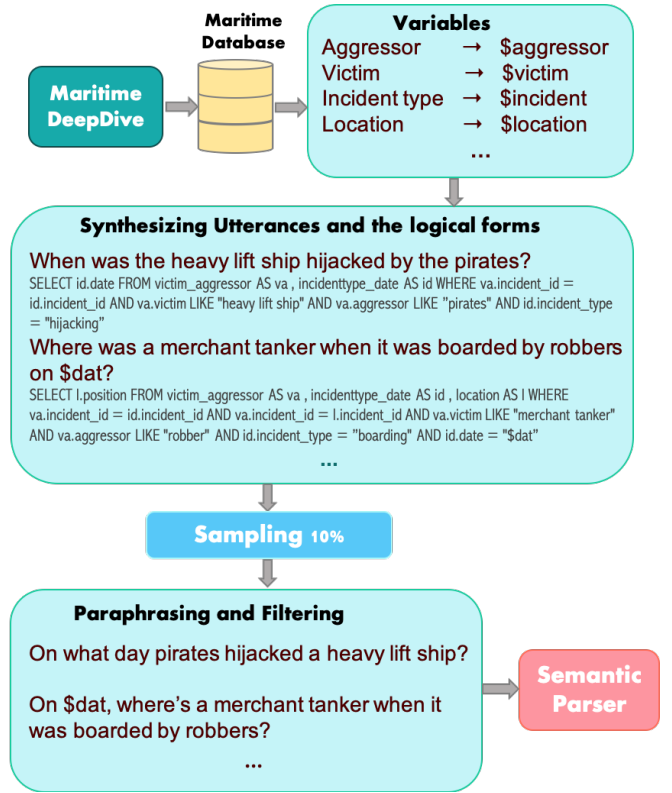 Maritime
Database
Maritime
DeepDive
Variables
Aggressor → $aggressor
Victim → $victim
Incident type → $incident
Location → $location
...
Synthesizing Utterances and the logical forms
When was the heavy lift ship hijacked by the pirates?
SELECT id.date FROM victim_aggressor AS va , incidenttype_date AS id WHERE va.incident_id =
id.incident_id AND va.victim LIKE "heavy lift ship" AND va.aggressor LIKE ”pirates" AND id.incident_type
= "hijacking”
Where was a merchant tanker when it was boarded by robbers
on $dat?
SELECT l.position FROM victim_aggressor AS va , incidenttype_date AS id , location AS l WHERE
va.incident_id = id.incident_id AND va.incident_id = l.incident_id AND va.victim LIKE "merchant tanker"
AND va.aggressor LIKE "robber" AND id.incident_type = ”boarding" AND id.date = "$dat”
...
Sampling 10%
Paraphrasing and Filtering
On what day pirates hijacked a heavy lift ship?
On $dat, where’s a merchant tanker when it
was boarded by robbers?
...
Semantic
Parser